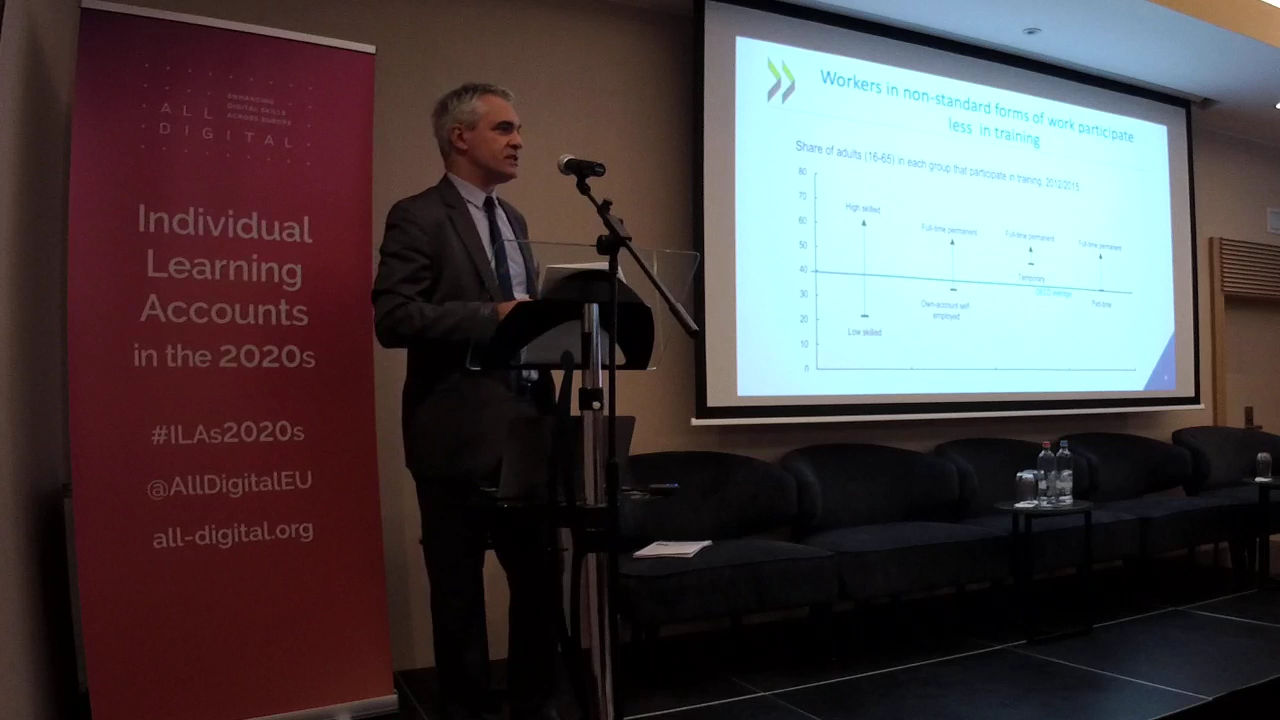 ALL
DIGITAL
ENHANCING
DIGITAL SKILLS
ACROSS EUROPE
Individual
Learning
Accounts
in the 2020s
#ILAs2020s
@AllDigitalEU
all-digital.org
Workers in non-standard forms of work participate
less in training
Share of adults (16-65) in each group that participate in training, 2012/2015
80
70
60
50
40
30
20
10
0
High skilled
Low skilled
Full-time permanent
Own-account self-
employed
Full-time permanent
Temporary
OECD average
Full-time permanent
Part-time